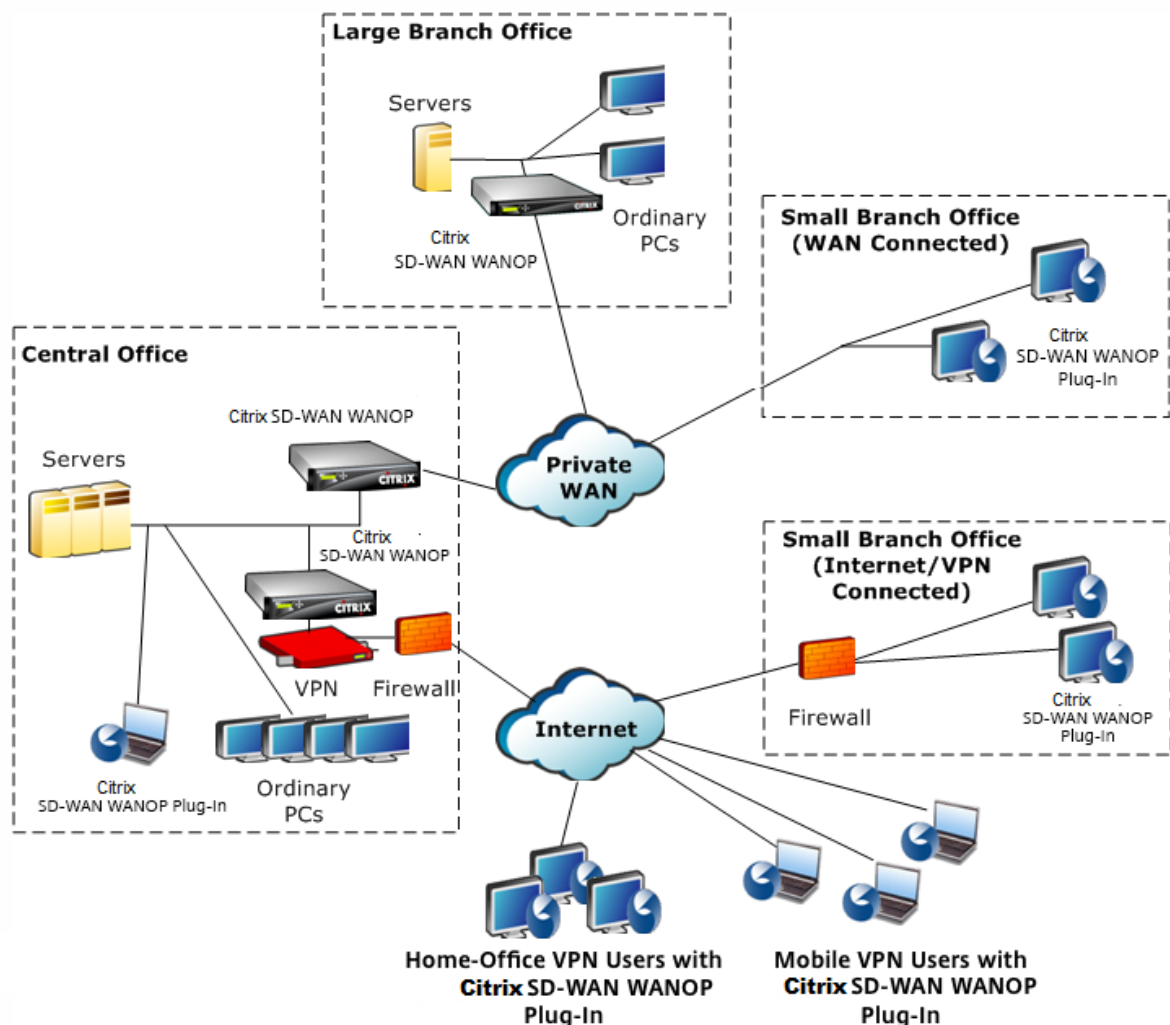 Large Branch Office
Servers
CITRIX
Ordinary
PCs
Citrix
SD-WAN WANOP
Small Branch Office
(WAN Connected)
Citrix
SD-WAN WANOP
Plug-In
Central Office
Citrix SD-WAN WANOP
Servers
CITRIX
Private
WAN
Citrix
SD-WAN WANOP
CITRIX
VPN
Firewall
Citrix
SD-WAN WANOP Plug-In
Ordinary
PCs
Small Branch Office
(Internet/VPN
Connected)
Firewall
Citrix
SD-WAN WANOP
Plug-In
Internet
Home-Office VPN Users with
Citrix SD-WAN WANOP
Plug-In
Mobile VPN Users with
Citrix SD-WAN WANOP
Plug-In